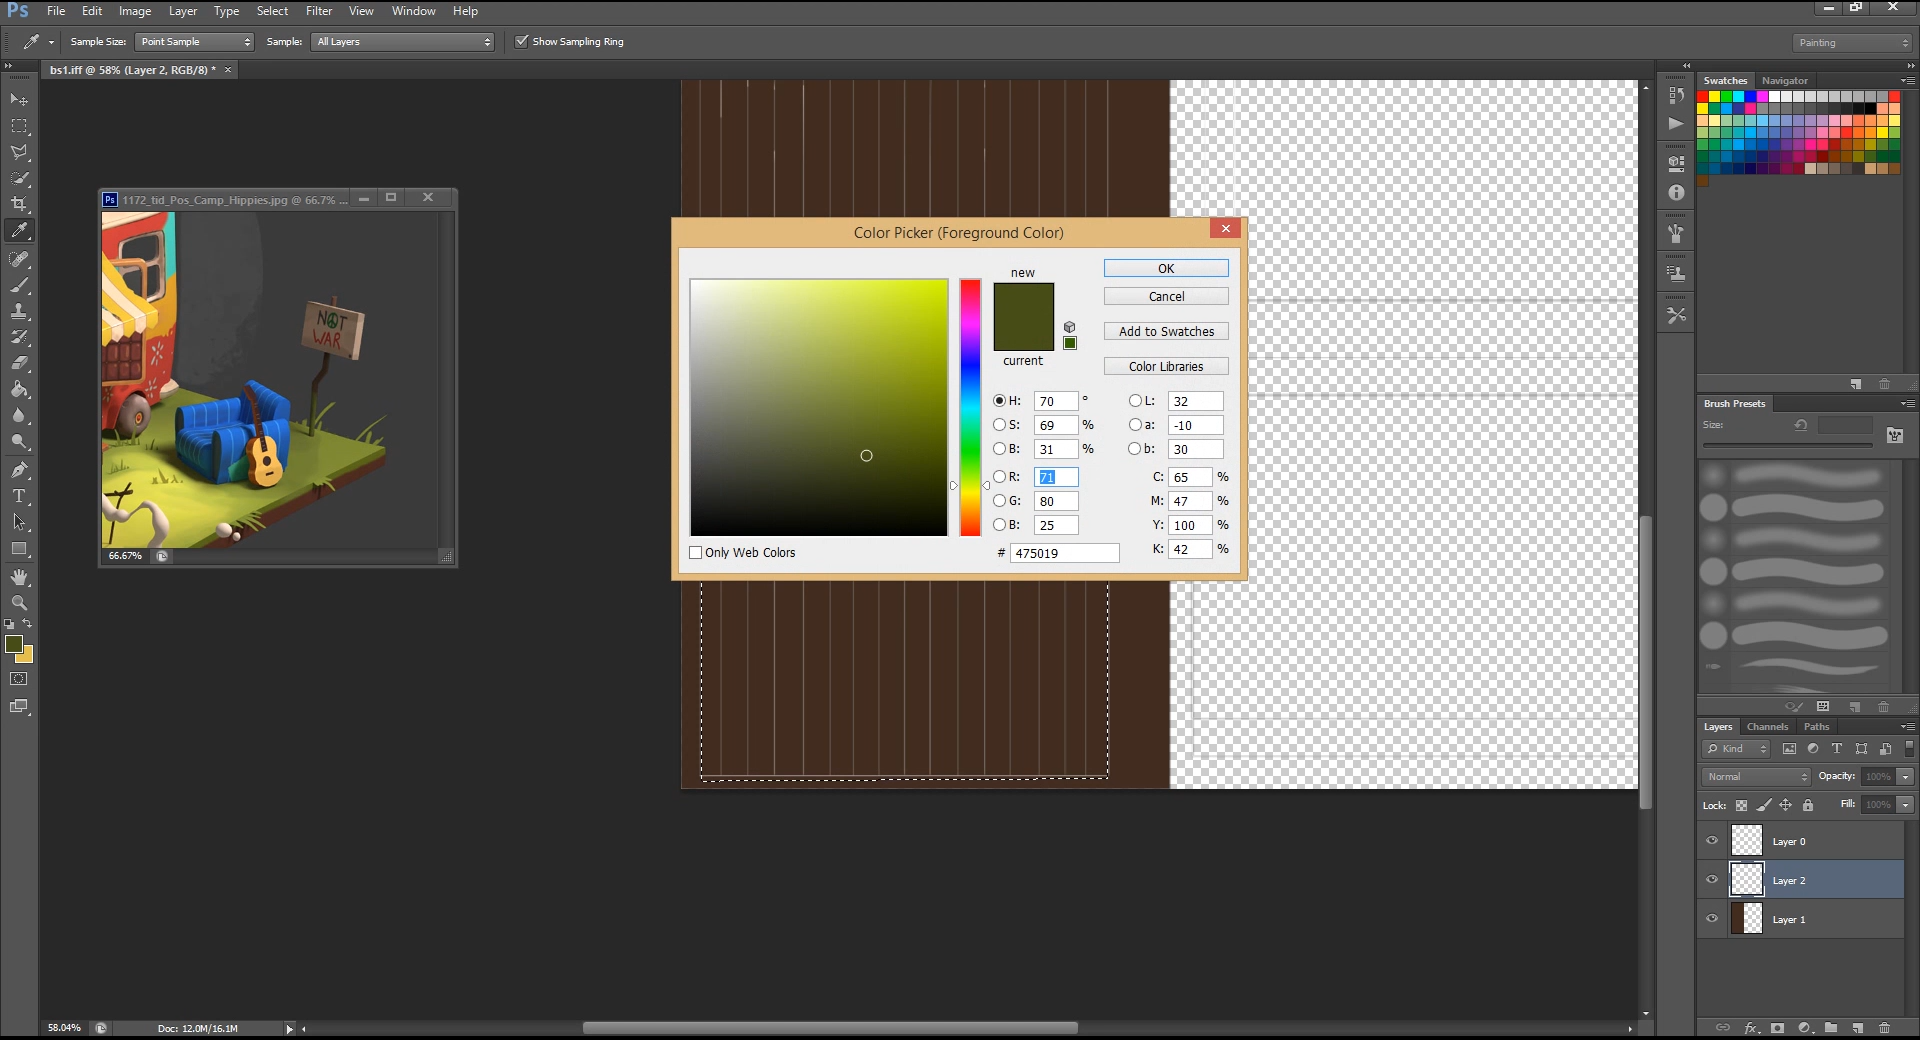 Ps File Edit Image Layer Type Select Filter View Window Help
Sample Size: Point Sample Sample: All Layers Show Sampling Ring Painting
bs1.iff @ 58% (Layer 2, RGB/8) * ×
Swatches Navigator
Ps 1172_tid_Pos_Camp_Hippies.jpg @ 66.7% ...
NOT
WAR
66.67%
Color Picker (Foreground Color)
new
current
OK
Cancel
Add to Swatches
Color Libraries
H: 70 ° L: 32
S: 69 % a: -10
B: 31 % b: 30
R: 71 C: 65 %
G: 80 M: 47 %
B: 25 Y: 100 %
K: 42 %
Only Web Colors # 475019
Brush Presets
Size:
Layers Channels Paths
Kind
Normal Opacity: 100%
Lock: Fill: 100%
Layer 0
Layer 2
Layer 1
58.04% Doc: 12.0M/16.1M